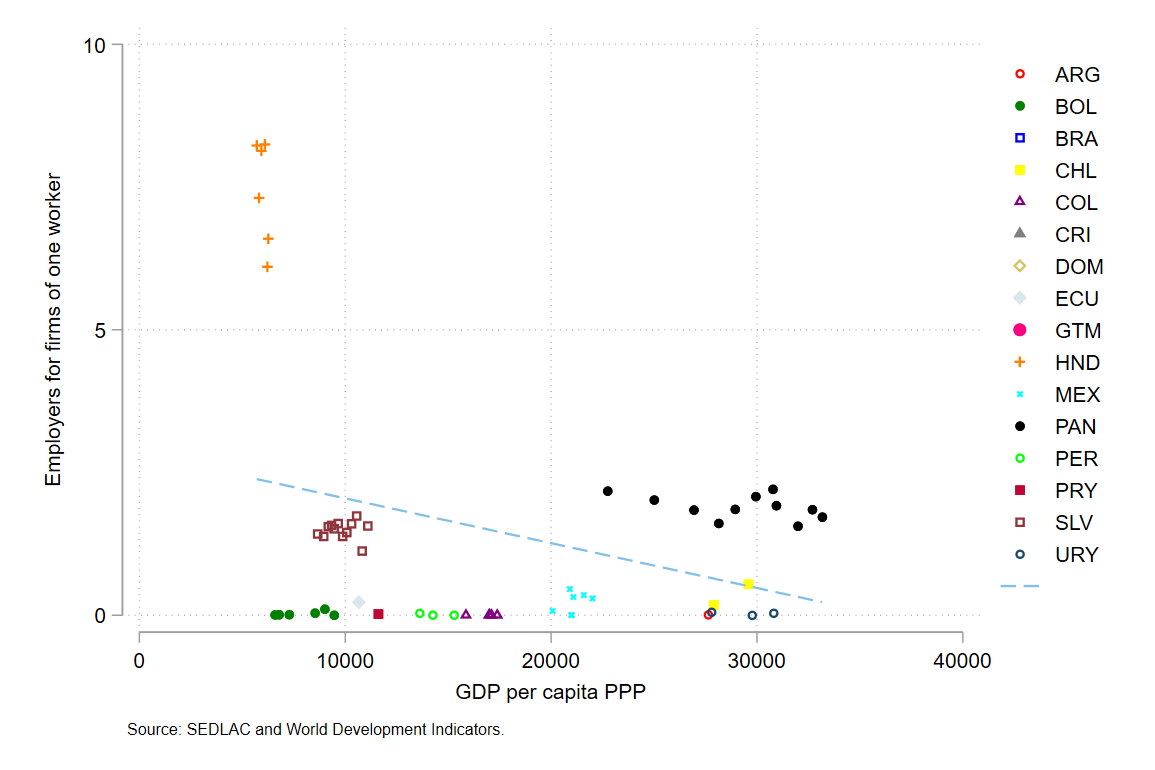 Employers for firms of one worker
10
5
0
0
10000
20000
30000
40000
GDP per capita PPP
ARG
BOL
BRA
CHL
COL
CRI
DOM
ECU
GTM
HND
MEX
PAN
PER
PRY
SLV
URY
Source: SEDLAC and World Development Indicators.